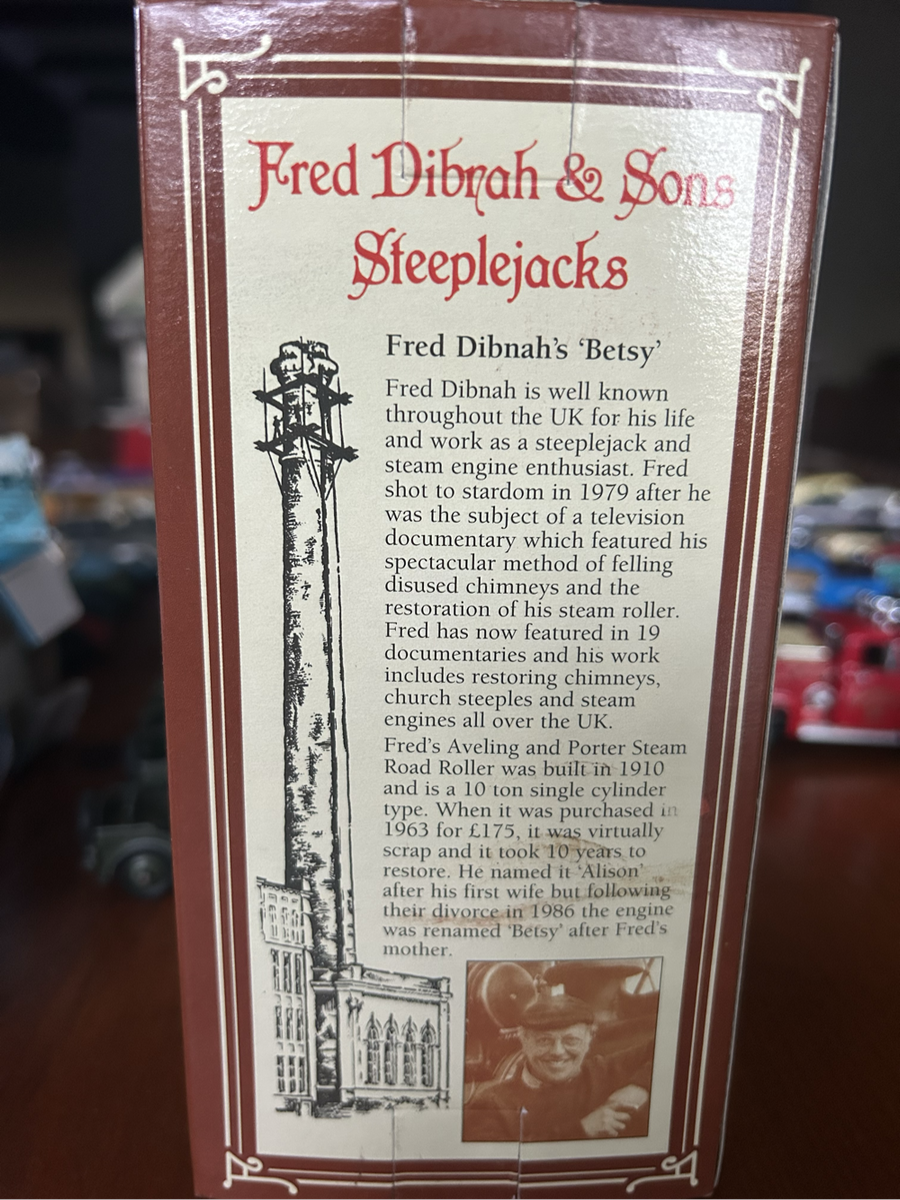 Fred Dibnah & Sons
Steeplejacks
Fred Dibnah's 'Betsy'
Fred Dibnah is well known
throughout the UK for his life
and work as a steeplejack and
steam engine enthusiast. Fred
shot to stardom in 1979 after he
was the subject of a television
documentary which featured his
spectacular method of felling
disused chimneys and the
restoration of his steam roller.
Fred has now featured in 19
documentaries and his work
includes restoring chimneys,
church steeples and steam
engines all over the UK.
Fred's Aveling and Porter Steam
Road Roller was built in 1910
and is a 10 ton single cylinder
type. When it was purchased in
1963 for £175, it was virtually
scrap and it took 10 years to
restore. He named it 'Alison'
after his first wife but following
their divorce in 1986 the engine
was renamed 'Betsy' after Fred's
mother.